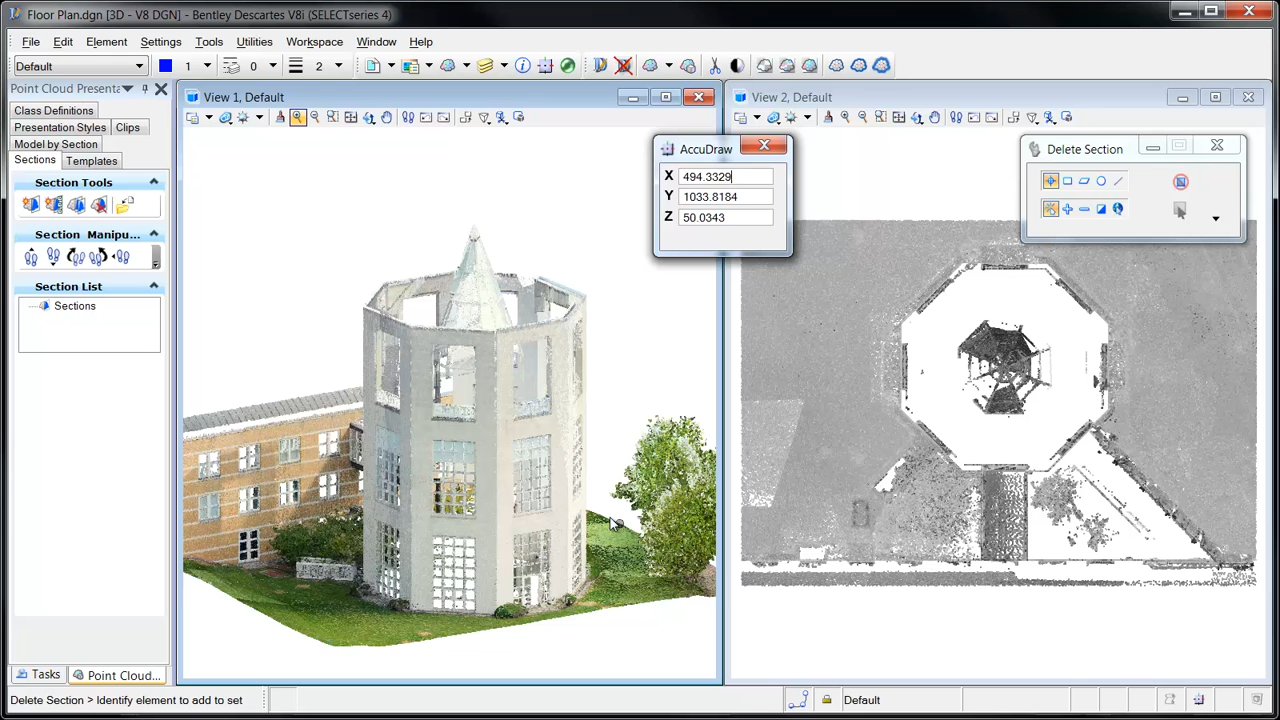 Floor Plan.dgn [3D - V8 DGN] - Bentley Descartes V8i (SELECTseries 4)
File Edit Element Settings Tools Utilities Workspace Window Help
Default 1 0 2
Point Cloud Presenta
Class Definitions
Presentation Styles Clips
Model by Section
Sections Templates
Section Tools
Section Manipu...
Section List
Sections
View 1, Default
View 2, Default
AccuDraw
X 494.3329
Y 1033.8184
Z 50.0343
Delete Section
Tasks Point Cloud...
Delete Section > Identify element to add to set
Default